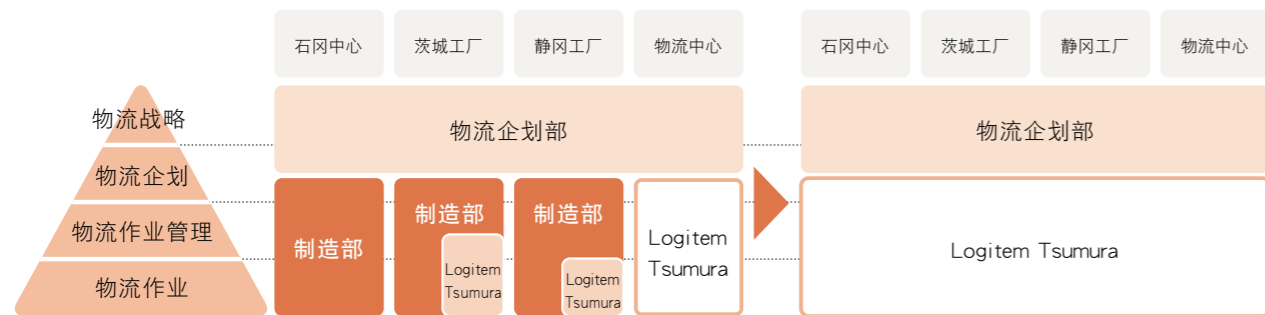 石冈中心
茨城工厂
静冈工厂
物流中心
石冈中心
茨城工厂
静冈工厂
物流中心
物流战略
物流企划
物流作业管理
物流作业
物流企划部
制造部
制造部
Logitem
Tsumura
制造部
Logitem
Tsumura
Logitem
Tsumura
物流企划部
Logitem Tsumura